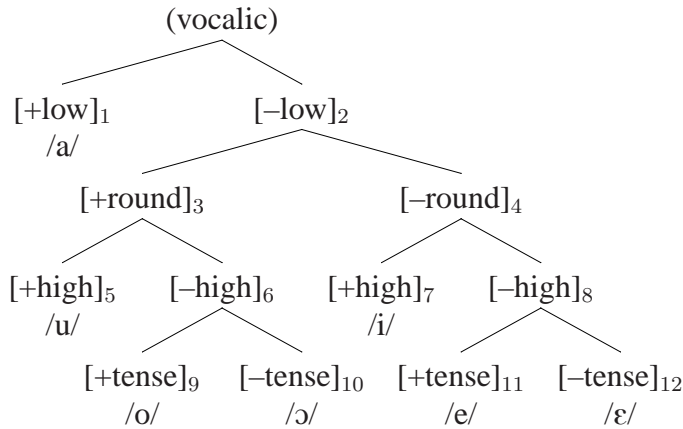 (vocalic)
[+low]₁ [–low]₂
/a/
[+round]₃ [–round]₄
[+high]₅ [–high]₆ [+high]₇ [–high]₈
/u/ /i/
[+tense]₉ [–tense]₁₀ [+tense]₁₁ [–tense]₁₂
/o/ /ɔ/ /e/ /ɛ/